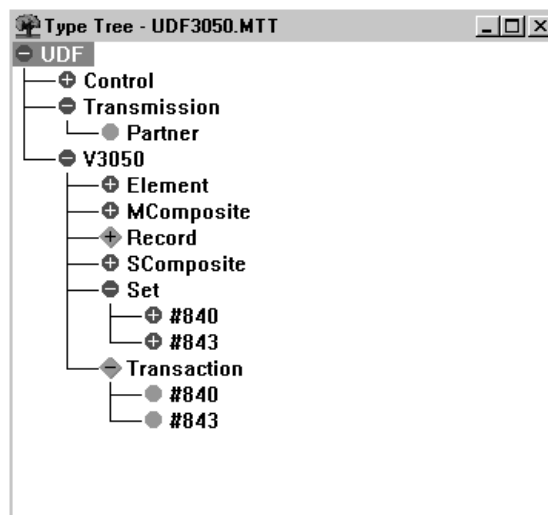 Type Tree - UDF3050.MTT
UDF
Control
Transmission
Partner
V3050
Element
MComposite
Record
SComposite
Set
#840
#843
Transaction
#840
#843